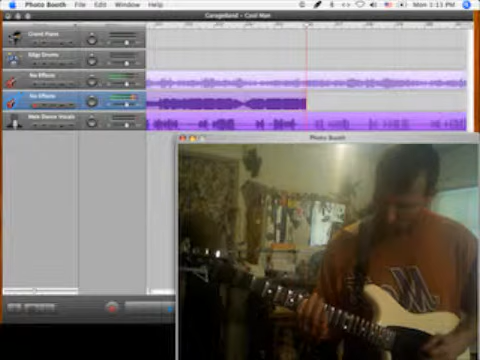 Photo Booth File Edit Window Help Mon 1:13 PM
GarageBand - Cool Man
Grand Piano
Edgy Drums
No Effects
No Effects
Male Dance Vocals
Photo Booth
M